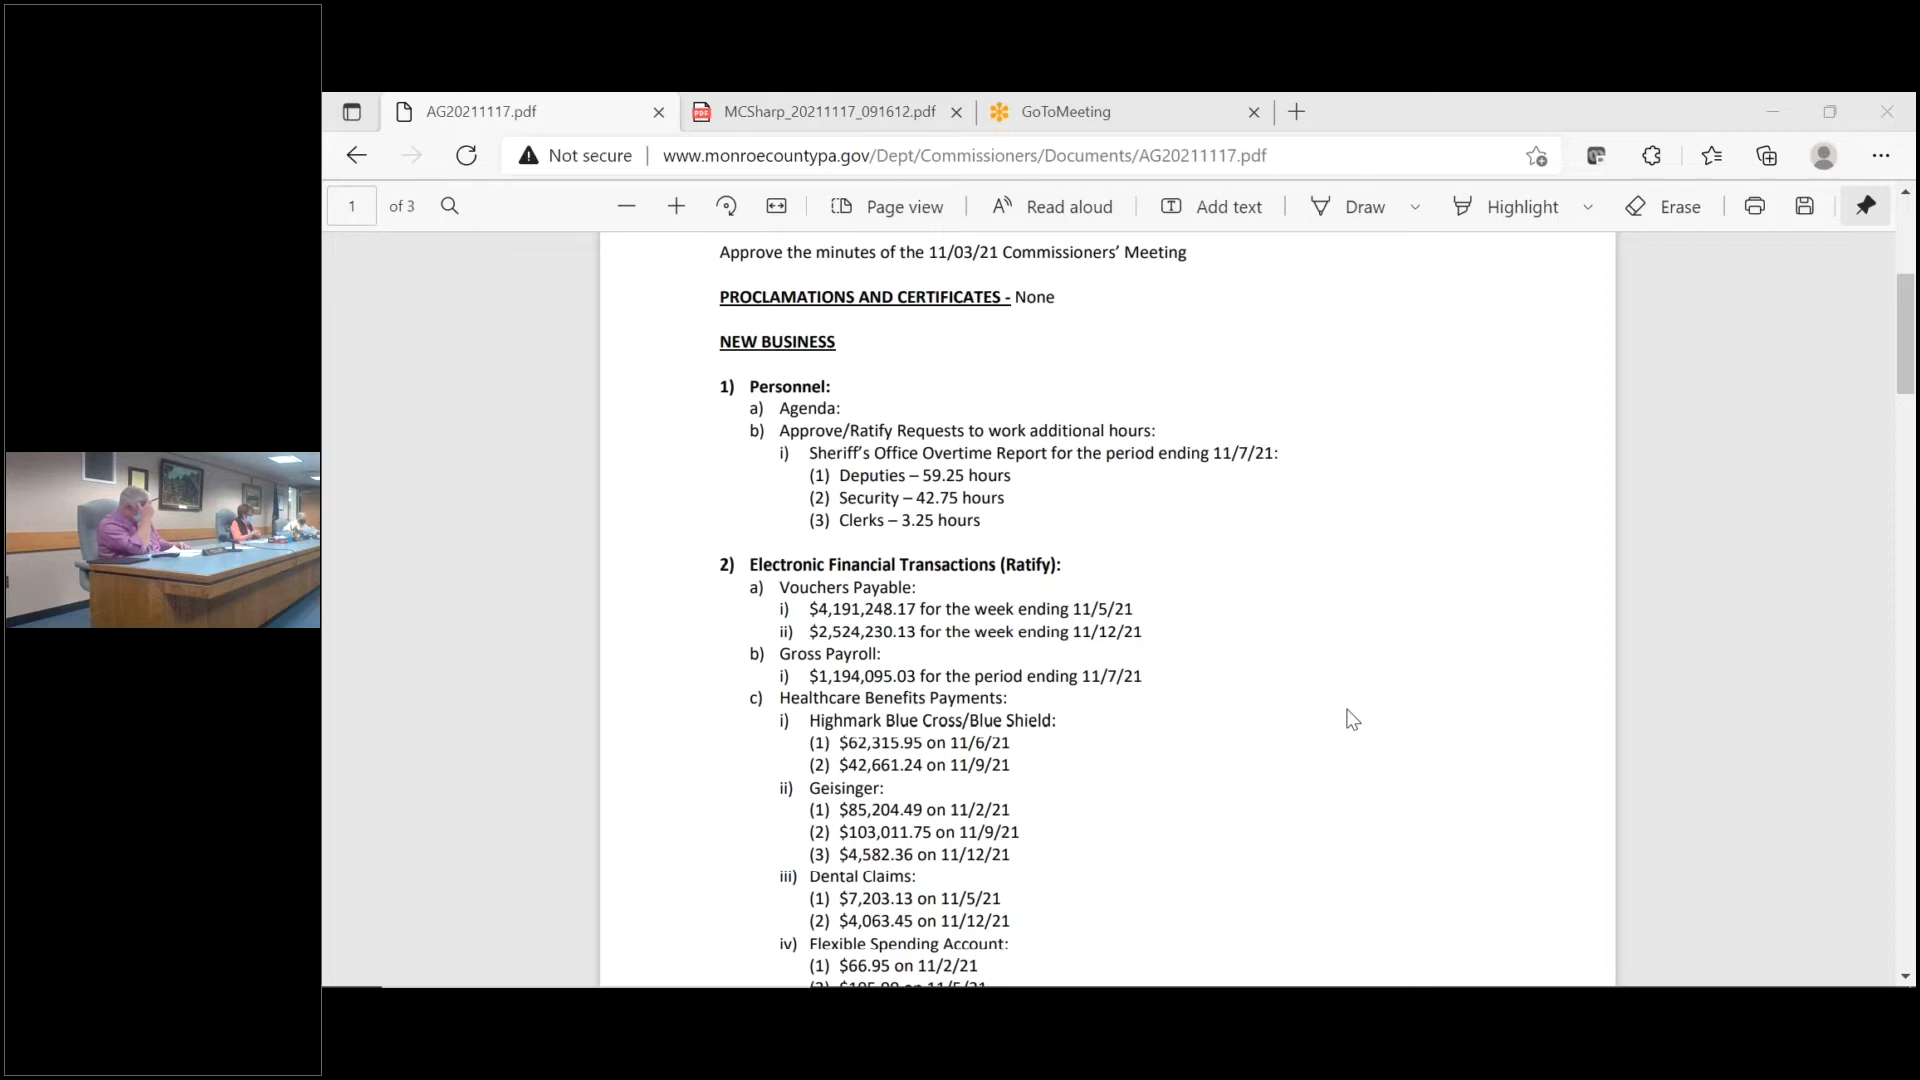 AG20211117.pdf
MCSharp_20211117_091612.pdf
GoToMeeting
Not secure
www.monroecountypa.gov/Dept/Commissioners/Documents/AG20211117.pdf
1 of 3
Page view
Read aloud
Add text
Draw
Highlight
Erase
Approve the minutes of the 11/03/21 Commissioners’ Meeting
PROCLAMATIONS AND CERTIFICATES - None
NEW BUSINESS
1) Personnel:
a) Agenda:
b) Approve/Ratify Requests to work additional hours:
i) Sheriff’s Office Overtime Report for the period ending 11/7/21:
(1) Deputies – 59.25 hours
(2) Security – 42.75 hours
(3) Clerks – 3.25 hours
2) Electronic Financial Transactions (Ratify):
a) Vouchers Payable:
i) $4,191,248.17 for the week ending 11/5/21
ii) $2,524,230.13 for the week ending 11/12/21
b) Gross Payroll:
i) $1,194,095.03 for the period ending 11/7/21
c) Healthcare Benefits Payments:
i) Highmark Blue Cross/Blue Shield:
(1) $62,315.95 on 11/6/21
(2) $42,661.24 on 11/9/21
ii) Geisinger:
(1) $85,204.49 on 11/2/21
(2) $103,011.75 on 11/9/21
(3) $4,582.36 on 11/12/21
iii) Dental Claims:
(1) $7,203.13 on 11/5/21
(2) $4,063.45 on 11/12/21
iv) Flexible Spending Account:
(1) $66.95 on 11/2/21